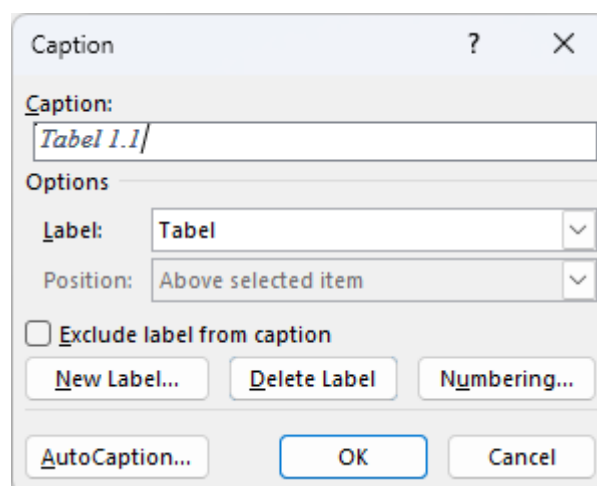 Caption ?
Caption:
Tabel 1.1
Options
Label: Tabel
Position: Above selected item
Exclude label from caption
New Label... Delete Label Numbering...
AutoCaption... OK Cancel